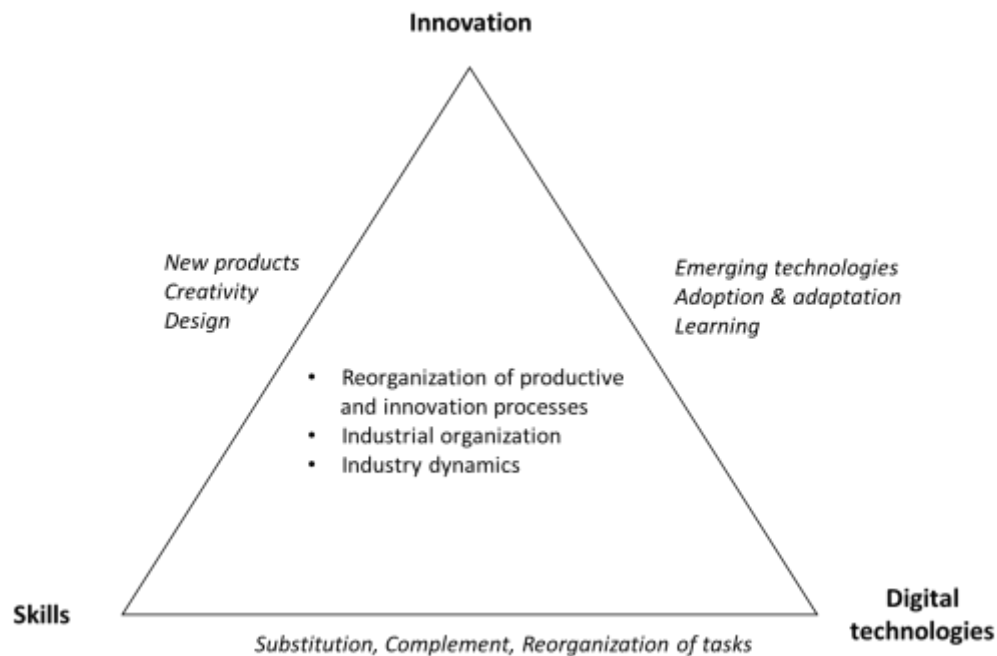 Innovation
New products
Creativity
Design
Emerging technologies
Adoption & adaptation
Learning
• Reorganization of productive
and innovation processes
• Industrial organization
• Industry dynamics
Skills
Digital
technologies
Substitution, Complement, Reorganization of tasks